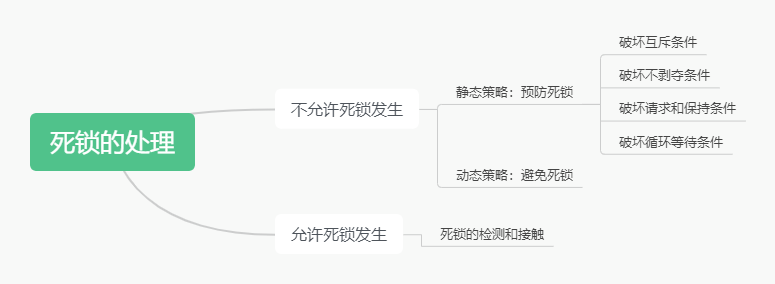 死锁的处理
不允许死锁发生
静态策略：预防死锁
破坏互斥条件
破坏不剥夺条件
破坏请求和保持条件
破坏循环等待条件
动态策略：避免死锁
允许死锁发生
死锁的检测和接触